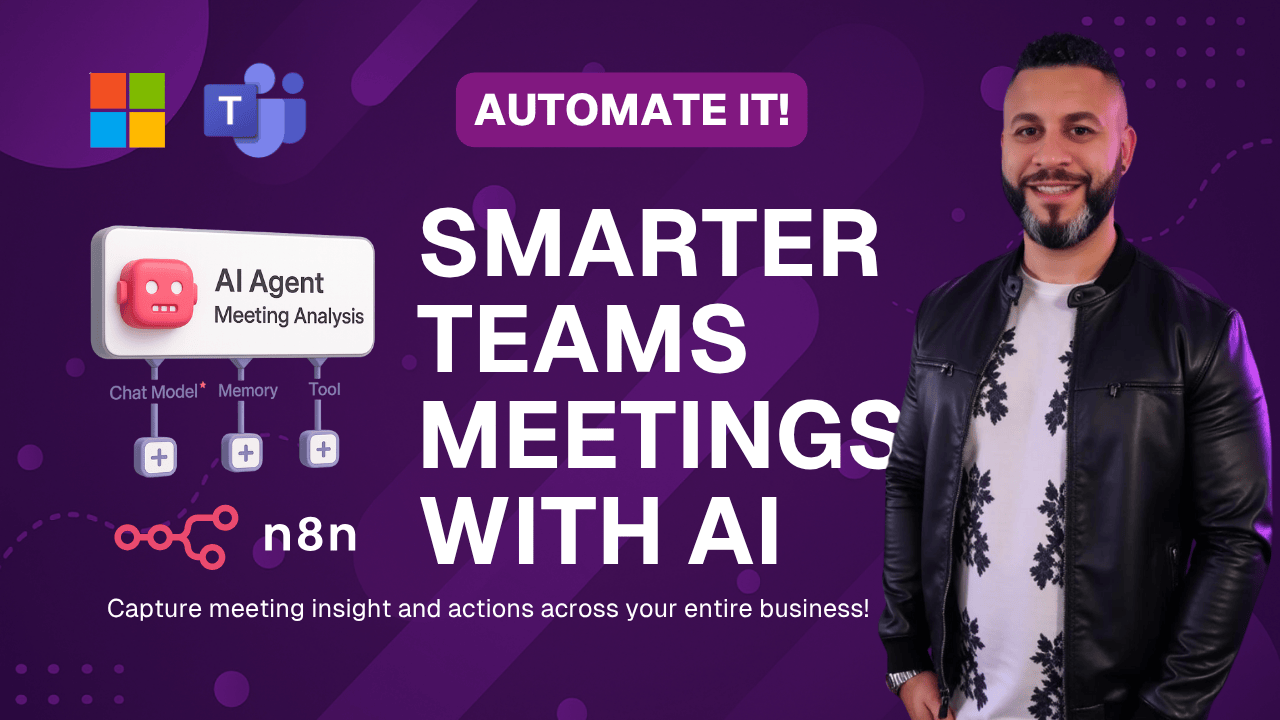 T
AUTOMATE IT!
SMARTER
TEAMS
MEETINGS
WITH AI
AI Agent
Meeting Analysis
Chat Model*
Memory
Tool
n8n
Capture meeting insight and actions across your entire business!